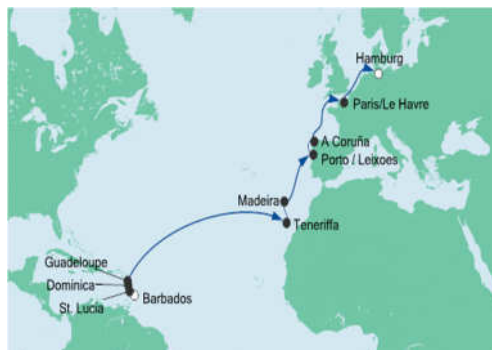 Hamburg
Paris/Le Havre
A Coruña
Porto / Leixoes
Madeira
Teneriffa
Guadeloupe
Dominica
St. Lucia
Barbados